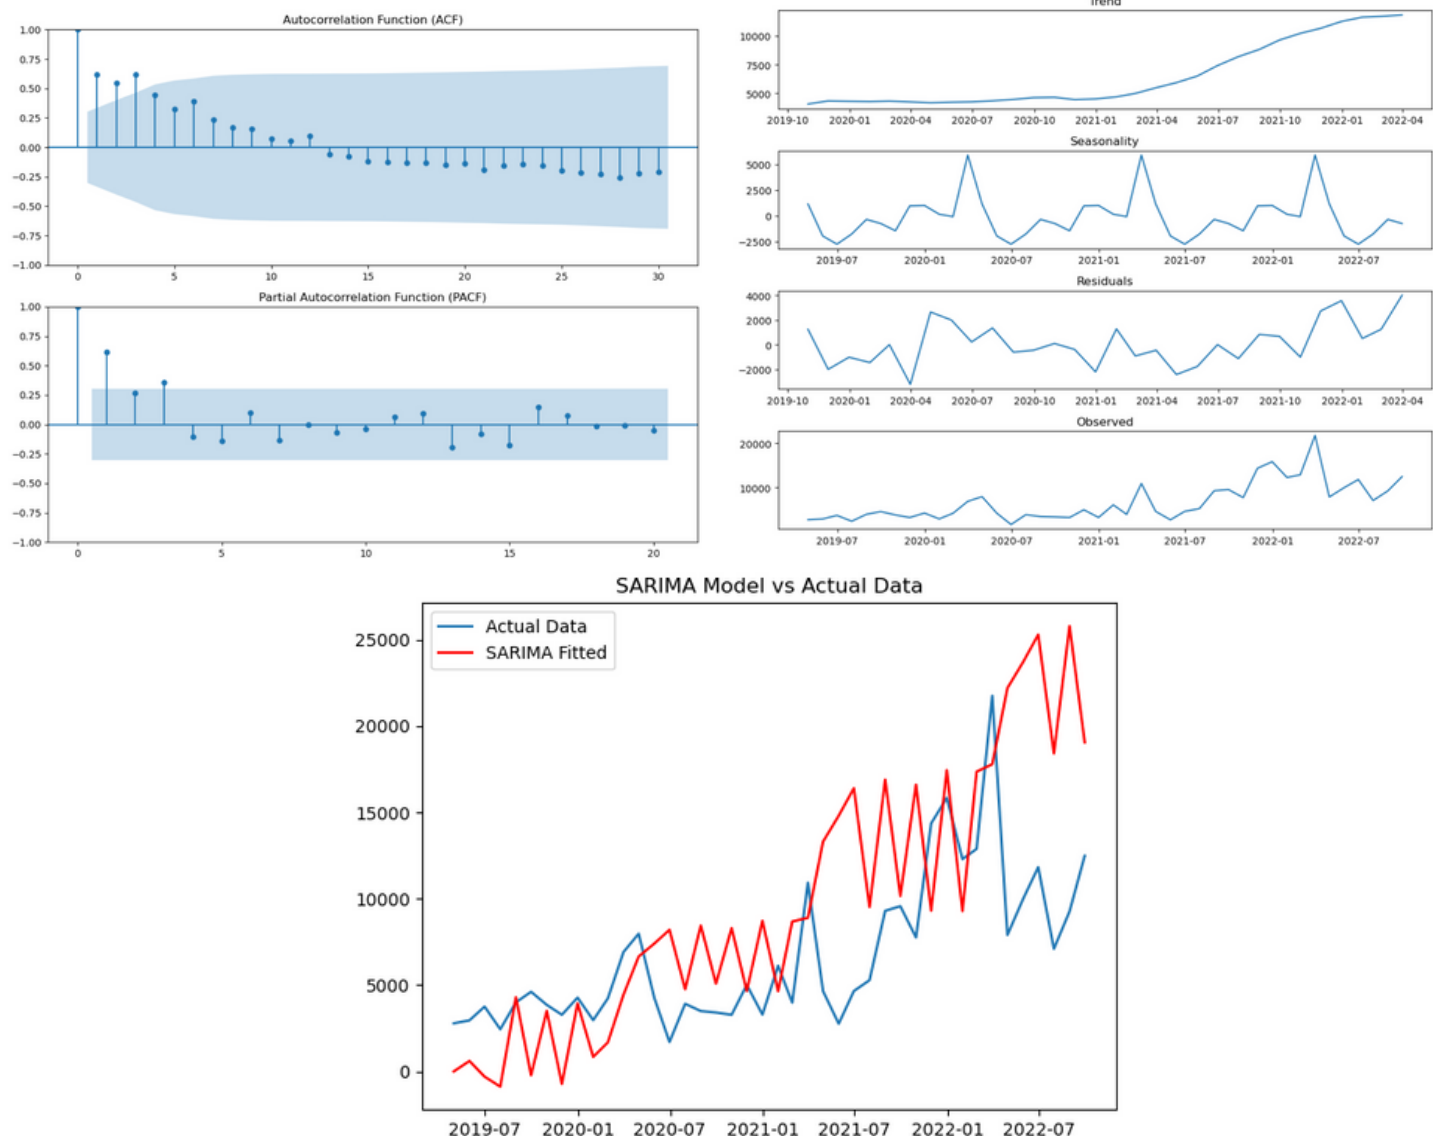 Autocorrelation Function (ACF)
1.00
0.75
0.50
0.25
0.00
−0.25
−0.50
−0.75
−1.00
0 5 10 15 20 25 30
Partial Autocorrelation Function (PACF)
1.00
0.75
0.50
0.25
0.00
−0.25
−0.50
−0.75
−1.00
0 5 10 15 20
Trend
10000
7500
5000
2019-10 2020-01 2020-04 2020-07 2020-10 2021-01 2021-04 2021-07 2021-10 2022-01 2022-04
Seasonality
5000
2500
0
−2500
2019-07 2020-01 2020-07 2021-01 2021-07 2022-01 2022-07
Residuals
4000
2000
0
−2000
2019-10 2020-01 2020-04 2020-07 2020-10 2021-01 2021-04 2021-07 2021-10 2022-01 2022-04
Observed
20000
10000
2019-07 2020-01 2020-07 2021-01 2021-07 2022-01 2022-07
SARIMA Model vs Actual Data
Actual Data
SARIMA Fitted
25000
20000
15000
10000
5000
0
2019-07 2020-01 2020-07 2021-01 2021-07 2022-01 2022-07